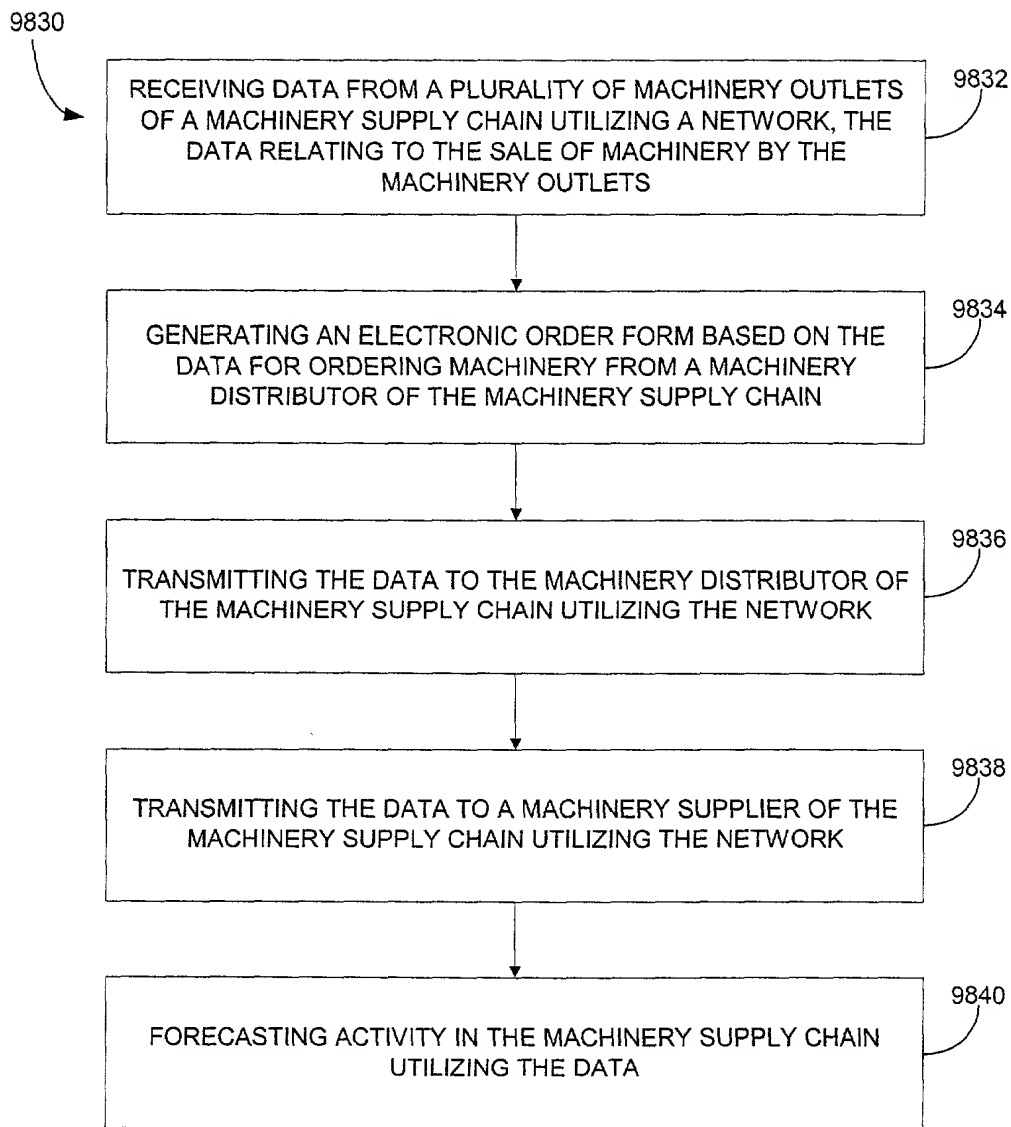 9830
9832
RECEIVING DATA FROM A PLURALITY OF MACHINERY OUTLETS
OF A MACHINERY SUPPLY CHAIN UTILIZING A NETWORK, THE
DATA RELATING TO THE SALE OF MACHINERY BY THE
MACHINERY OUTLETS
9834
GENERATING AN ELECTRONIC ORDER FORM BASED ON THE
DATA FOR ORDERING MACHINERY FROM A MACHINERY
DISTRIBUTOR OF THE MACHINERY SUPPLY CHAIN
9836
TRANSMITTING THE DATA TO THE MACHINERY DISTRIBUTOR OF
THE MACHINERY SUPPLY CHAIN UTILIZING THE NETWORK
9838
TRANSMITTING THE DATA TO A MACHINERY SUPPLIER OF THE
MACHINERY SUPPLY CHAIN UTILIZING THE NETWORK
9840
FORECASTING ACTIVITY IN THE MACHINERY SUPPLY CHAIN
UTILIZING THE DATA